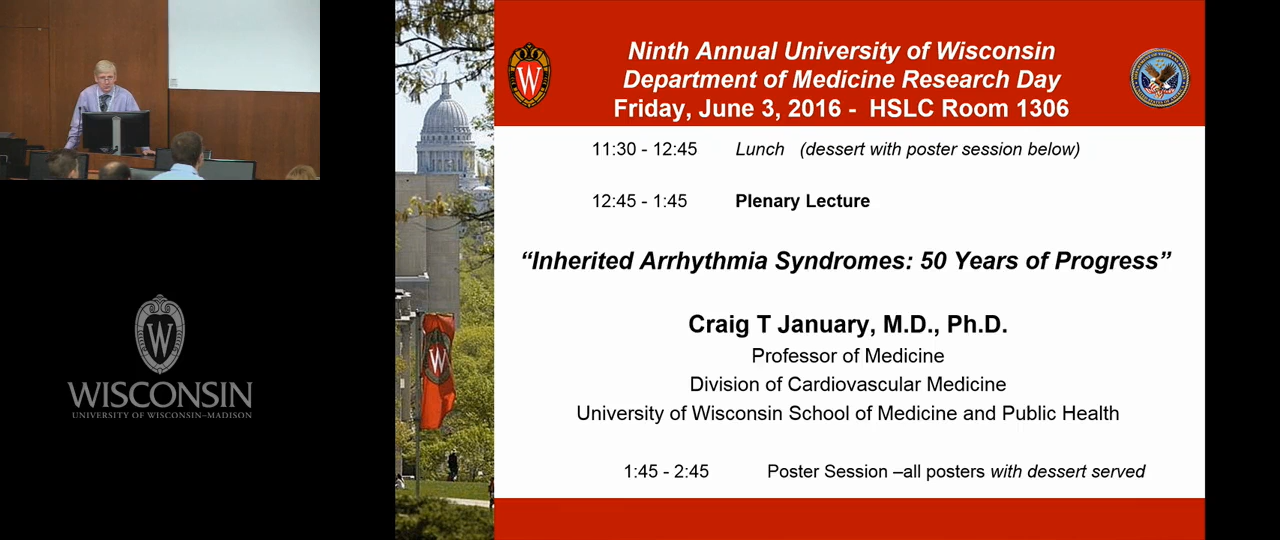 Ninth Annual University of Wisconsin
Department of Medicine Research Day
Friday, June 3, 2016 - HSLC Room 1306
W
11:30 - 12:45 Lunch (dessert with poster session below)
12:45 - 1:45 Plenary Lecture
“Inherited Arrhythmia Syndromes: 50 Years of Progress”
Craig T January, M.D., Ph.D.
Professor of Medicine
Division of Cardiovascular Medicine
University of Wisconsin School of Medicine and Public Health
1:45 - 2:45 Poster Session –all posters with dessert served
W
W
WISCONSIN
UNIVERSITY OF WISCONSIN–MADISON